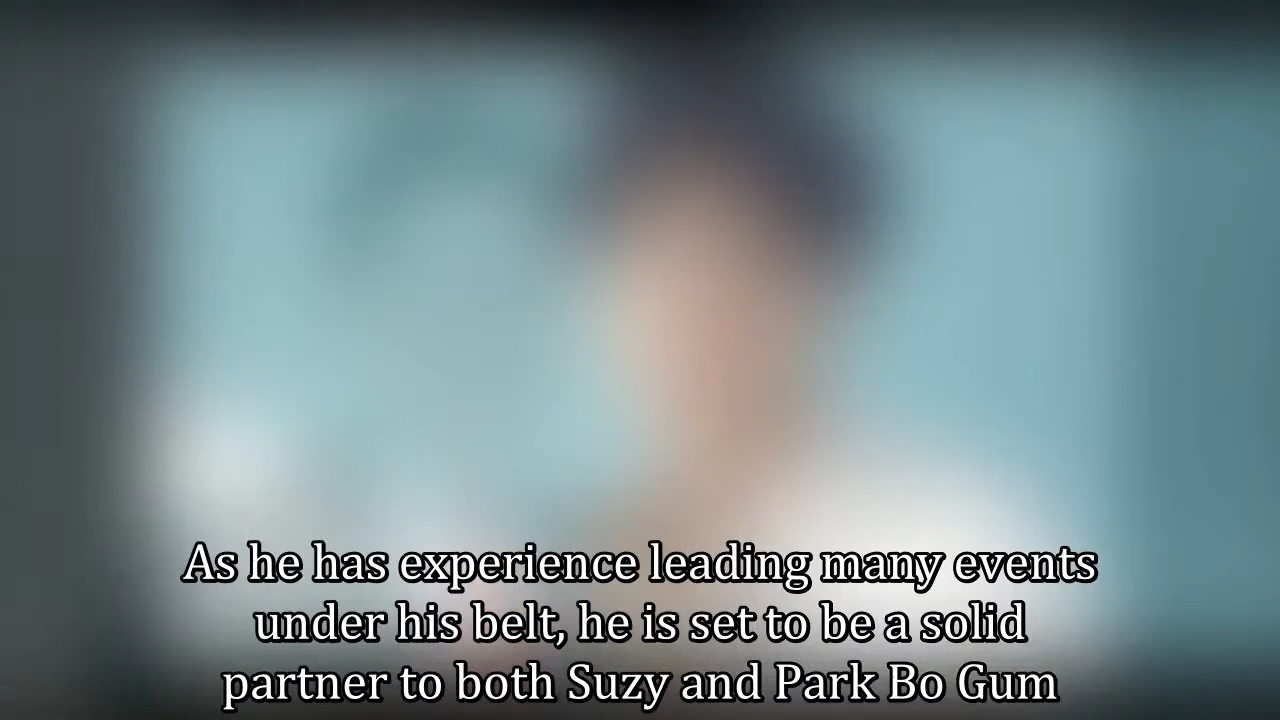 As he has experience leading many events
under his belt, he is set to be a solid
partner to both Suzy and Park Bo Gum